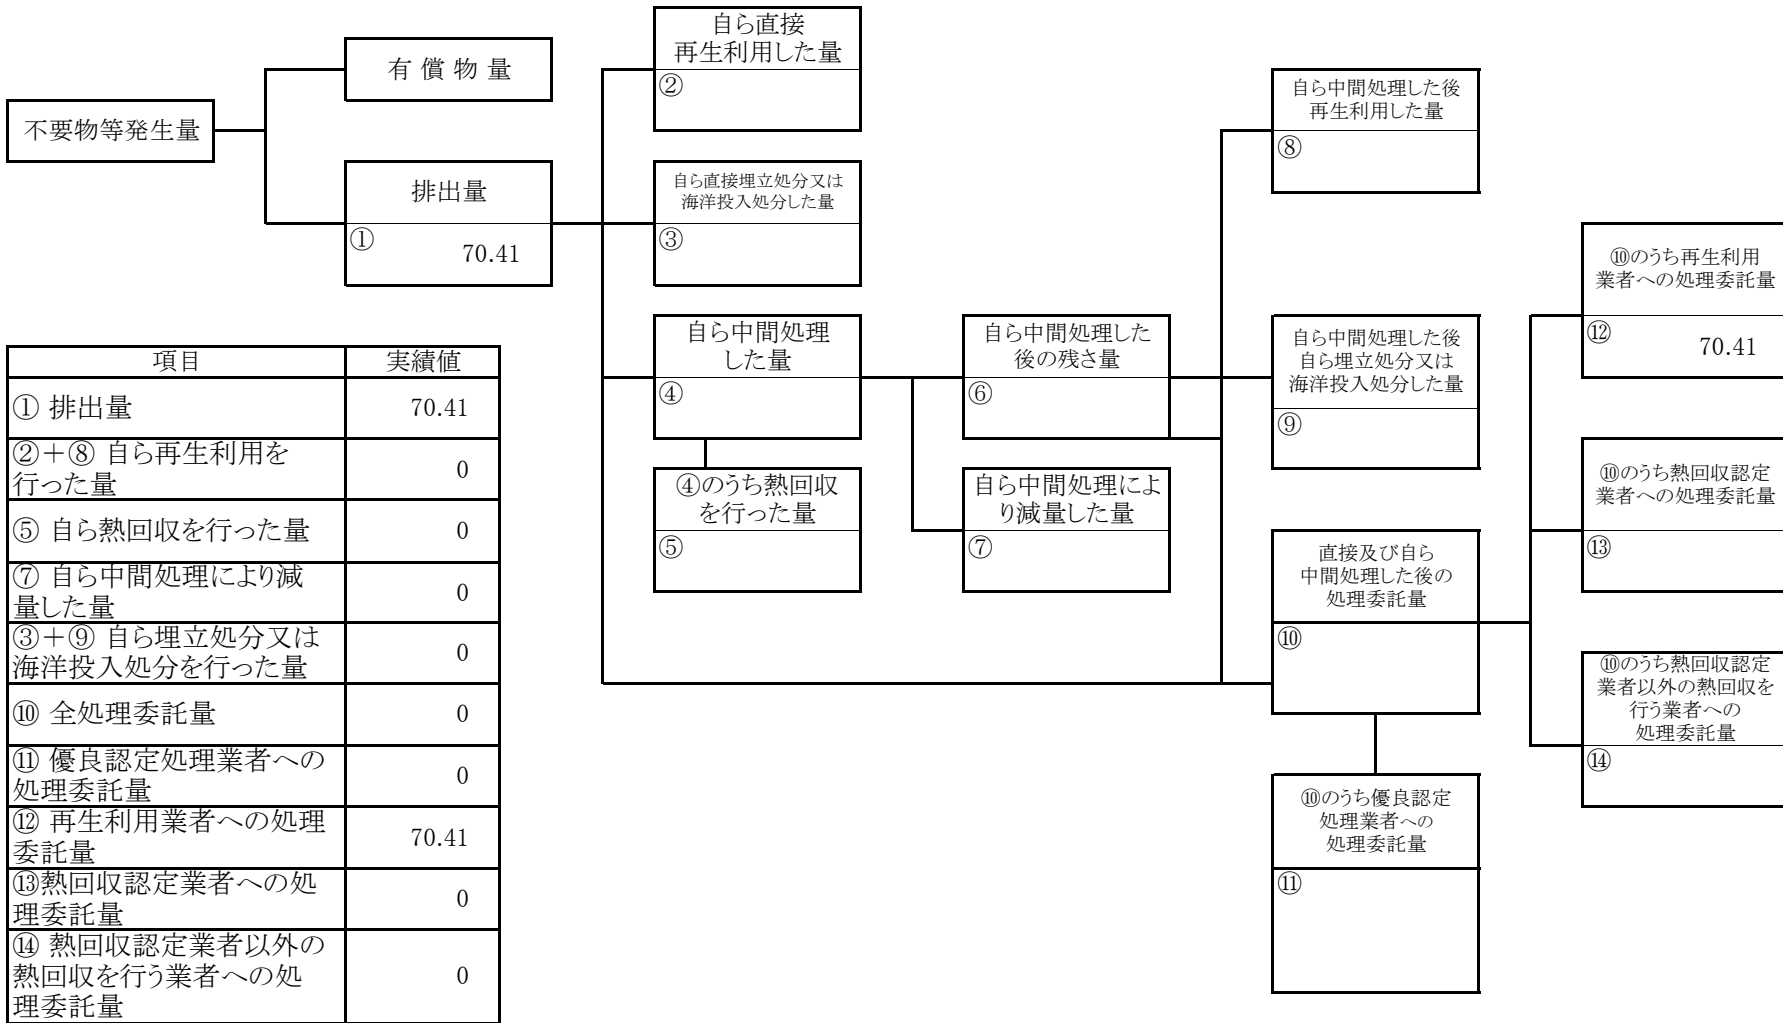 不要物等発生量
有 償 物 量
排出量
①
70.41
自ら直接
再生利用した量
②
自ら直接埋立処分又は
海洋投入処分した量
③
自ら中間処理
した量
④
④のうち熱回収
を行った量
⑤
自ら中間処理した
後の残さ量
⑥
自ら中間処理によ
り減量した量
⑦
自ら中間処理した後
再生利用した量
⑧
自ら中間処理した後
自ら埋立処分又は
海洋投入処分した量
⑨
直接及び自ら
中間処理した後の
処理委託量
⑩
⑩のうち優良認定
処理業者への
処理委託量
⑪
⑩のうち再生利用
業者への処理委託量
⑫
70.41
⑩のうち熱回収認定
業者への処理委託量
⑬
⑩のうち熱回収認定
業者以外の熱回収を
行う業者への
処理委託量
⑭
項目 実績値
① 排出量 70.41
②＋⑧ 自ら再生利用を
行った量 0
⑤ 自ら熱回収を行った量 0
⑦ 自ら中間処理により減
量した量 0
③＋⑨ 自ら埋立処分又は
海洋投入処分を行った量 0
⑩ 全処理委託量 0
⑪ 優良認定処理業者への
処理委託量 0
⑫ 再生利用業者への処理
委託量 70.41
⑬熱回収認定業者への処
理委託量 0
⑭ 熱回収認定業者以外の
熱回収を行う業者への処
理委託量 0